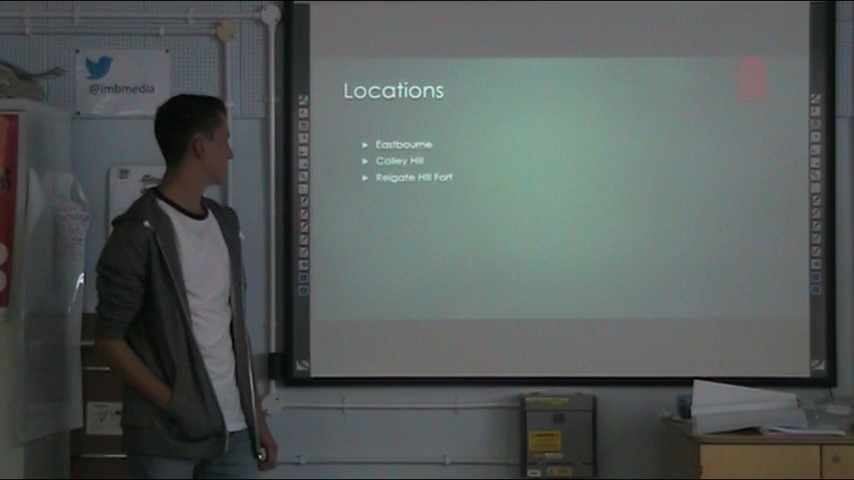 @imbmedia
Locations
Eastbourne
Colley Hill
Reigate Hill Fort